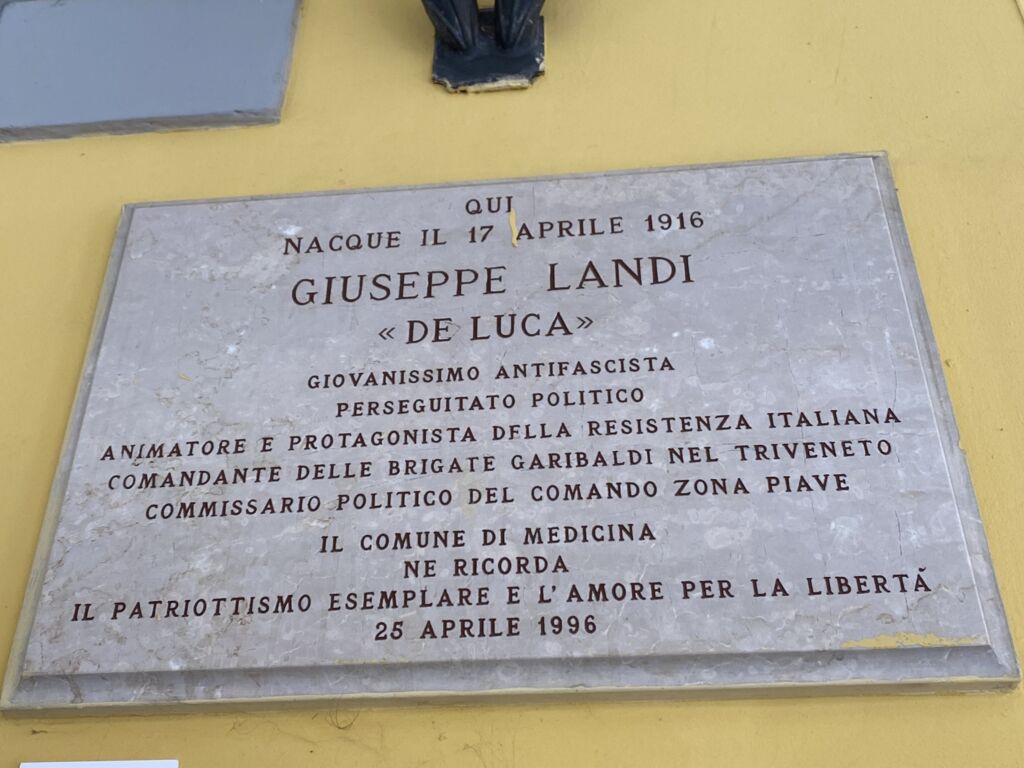 QUI
NACQUE IL 17 APRILE 1916
GIUSEPPE LANDI
«DE LUCA»
GIOVANISSIMO ANTIFASCISTA
PERSEGUITATO POLITICO
ANIMATORE E PROTAGONISTA DELLA RESISTENZA ITALIANA
COMANDANTE DELLE BRIGATE GARIBALDI NEL TRIVENETO
COMMISSARIO POLITICO DEL COMANDO ZONA PIAVE
IL COMUNE DI MEDICINA
NE RICORDA
IL PATRIOTTISMO ESEMPLARE E L'AMORE PER LA LIBERTÀ
25 APRILE 1996